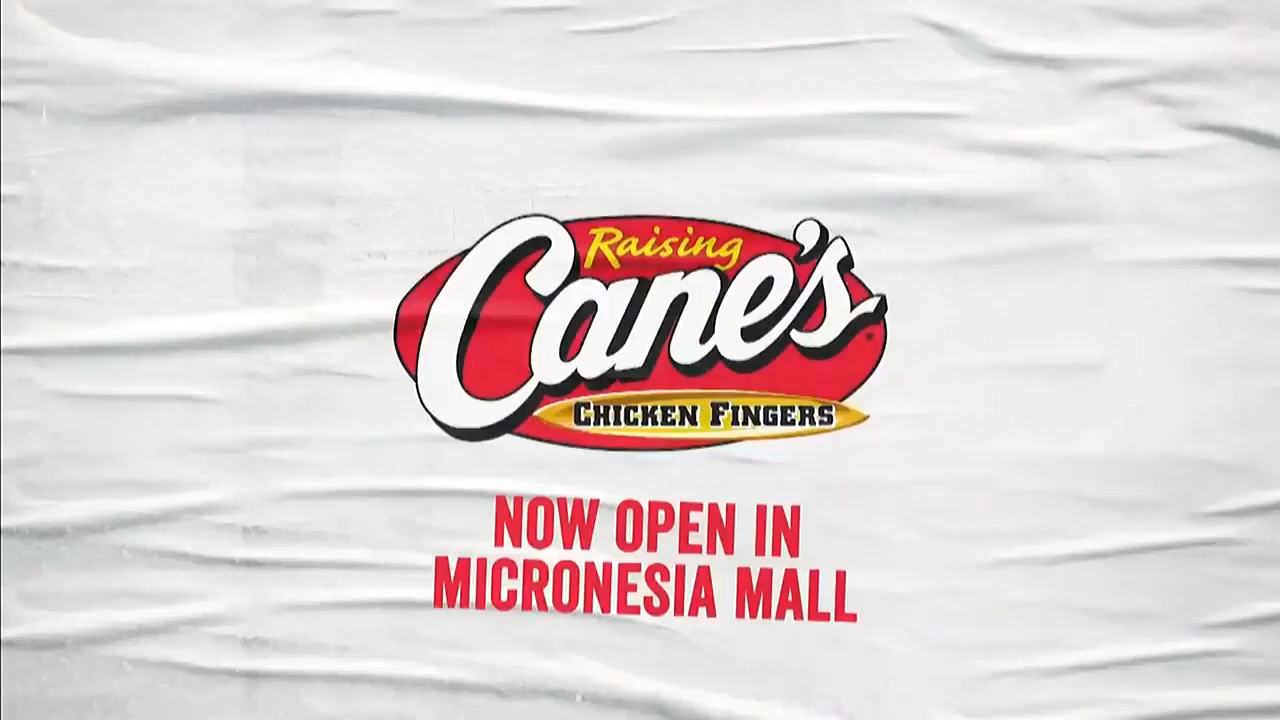 Raising
Cane's
CHICKEN FINGERS
NOW OPEN IN
MICRONESIA MALL